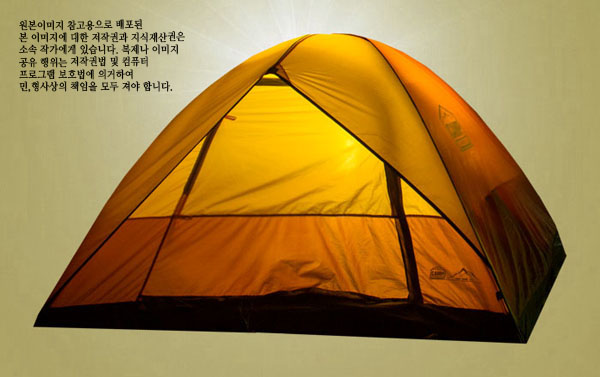 원본이미지 참고용으로 배포된
본 이미지에 대한 저작권과 지식재산권은
소속 작가에게 있습니다. 복제나 이미지
공유 행위는 저작권법 및 컴퓨터
프로그램 보호법에 의거하여
먼,형사상의 책임을 모두 져야 합니다.